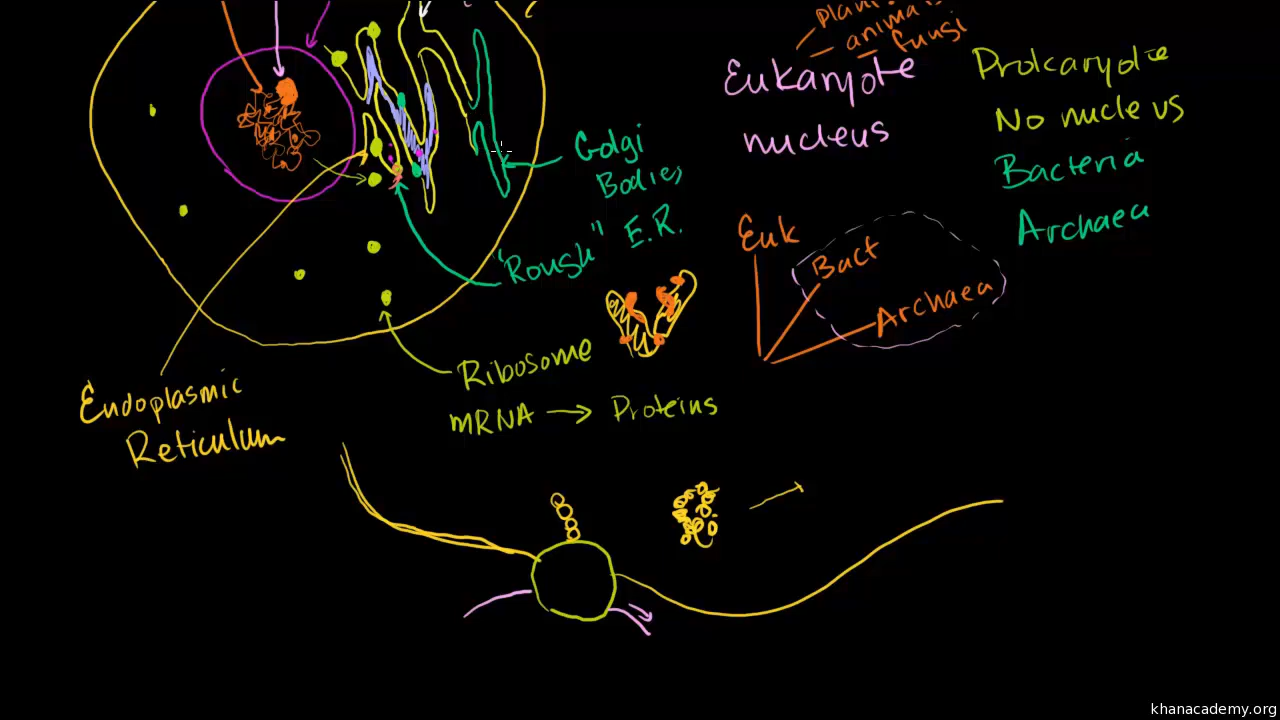 plant
animals
fungi
Eukaryote
nucleus
Prokaryote
No nucleus
Bacteria
Archaea
Golgi
Bodies
"Rough" E.R.
Euk
Bact
Archaea
Ribosome
mRNA → Proteins
Endoplasmic
Reticulum
khanacademy.org